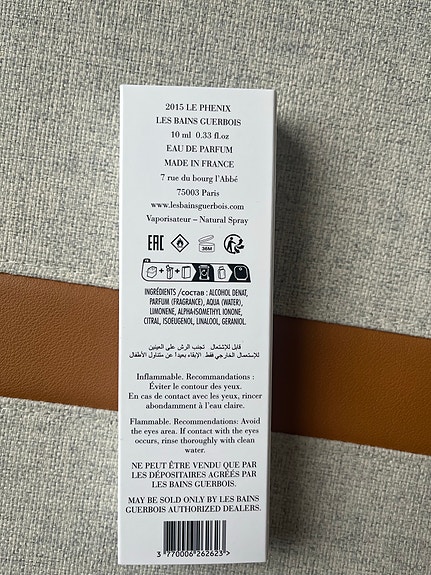 2015 LE PHENIX
LES BAINS GUERBOIS
10 ml 0.33 fl.oz
EAU DE PARFUM
MADE IN FRANCE
7 rue du bourg l'Abbé
75003 Paris
www.lesbainsguerbois.com
Vaporisateur – Natural Spray
EAC
36M
INGRÉDIENTS /состав : ALCOHOL DENAT,
PARFUM (FRAGRANCE), AQUA (WATER),
LIMONENE, ALPHA-ISOMETHYL IONONE,
CITRAL, ISOEUGENOL, LINALOOL, GERANIOL.
قابل للإشتعال . تجنب الرش على العينين
للإستعمال الخارجي فقط. الإبقاء بعيداً عن متناول الأطفال
Inflammable. Recommandations :
Éviter le contour des yeux.
En cas de contact avec les yeux, rincer
abondamment à l'eau claire.
Flammable. Recommendations: Avoid
the eyes area. If contact with the eyes
occurs, rinse thoroughly with clean
water.
NE PEUT ÊTRE VENDU QUE PAR
LES DÉPOSITAIRES AGRÉÉS PAR
LES BAINS GUERBOIS.
MAY BE SOLD ONLY BY LES BAINS
GUERBOIS AUTHORIZED DEALERS.
3 770006 262623>